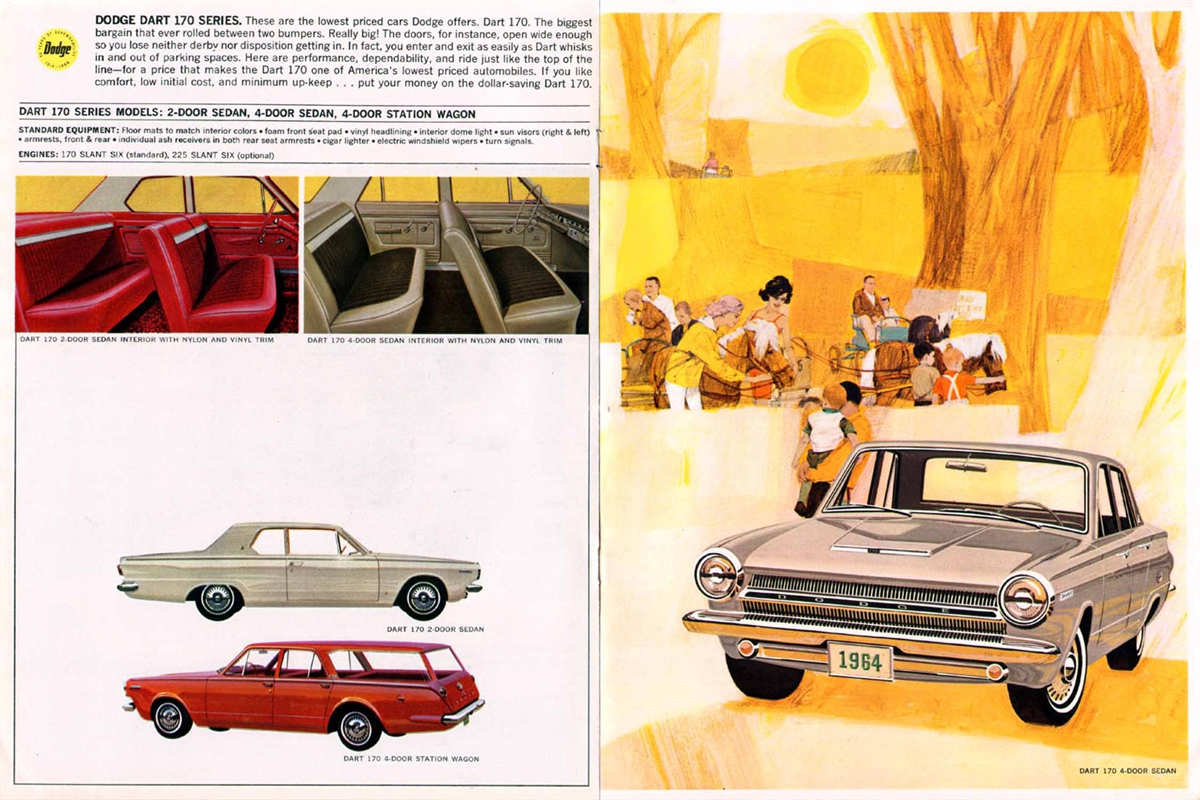 DODGE DART 170 SERIES. These are the lowest priced cars Dodge offers. Dart 170. The biggest
bargain that ever rolled between two bumpers. Really big! The doors, for instance, open wide enough
so you lose neither derby nor disposition getting in. In fact, you enter and exit as easily as Dart whisks
in and out of parking spaces. Here are performance, dependability, and ride just like the top of the
line—for a price that makes the Dart 170 one of America's lowest priced automobiles. If you like
comfort, low initial cost, and minimum up-keep . . . put your money on the dollar-saving Dart 170.
Dodge
DART 170 SERIES MODELS: 2-DOOR SEDAN, 4-DOOR SEDAN, 4-DOOR STATION WAGON
STANDARD EQUIPMENT: Floor mats to match interior colors • foam front seat pad • vinyl headlining • interior dome light • sun visors (right & left)
• armrests, front & rear • individual ash receivers in both rear seat armrests • cigar lighter • electric windshield wipers • turn signals.
ENGINES: 170 SLANT SIX (standard), 225 SLANT SIX (optional)
DART 170 2-DOOR SEDAN INTERIOR WITH NYLON AND VINYL TRIM
DART 170 4-DOOR SEDAN INTERIOR WITH NYLON AND VINYL TRIM
DART 170 2-DOOR SEDAN
DART 170 4-DOOR STATION WAGON
DODGE
1964
DART 170 4-DOOR SEDAN